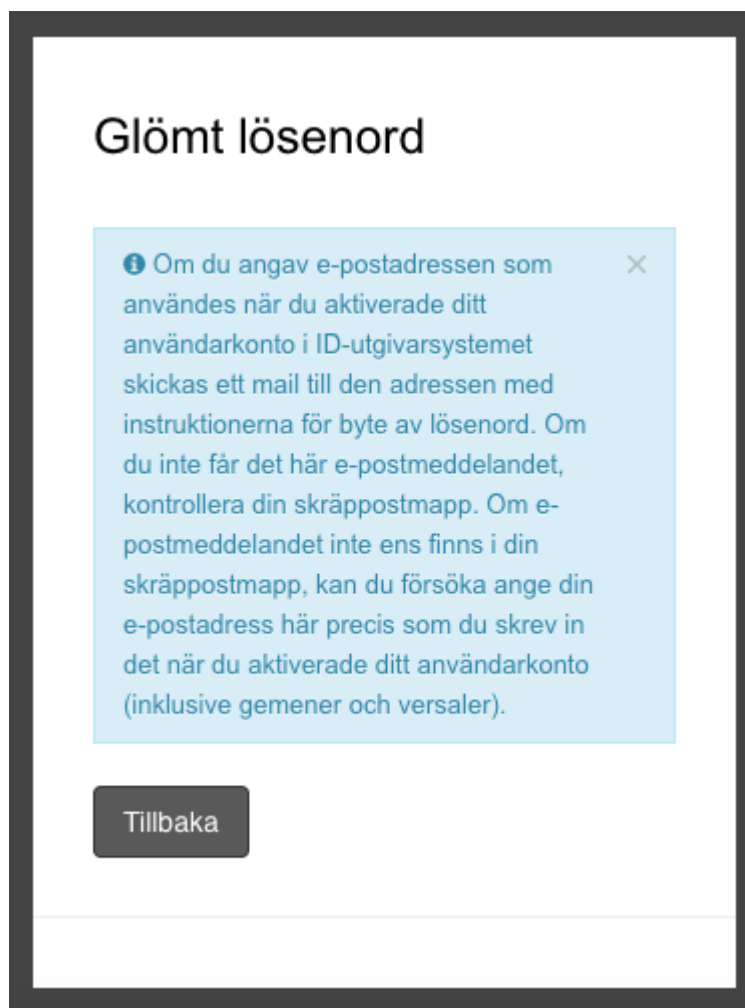 Glömt lösenord
Om du angav e-postadressen som
användes när du aktiverade ditt
användarkonto i ID-utgivarsystemet
skickas ett mail till den adressen med
instruktionerna för byte av lösenord. Om
du inte får det här e-postmeddelandet,
kontrollera din skräppostmapp. Om e-
postmeddelandet inte ens finns i din
skräppostmapp, kan du försöka ange din
e-postadress här precis som du skrev in
det när du aktiverade ditt användarkonto
(inklusive gemener och versaler).
Tillbaka